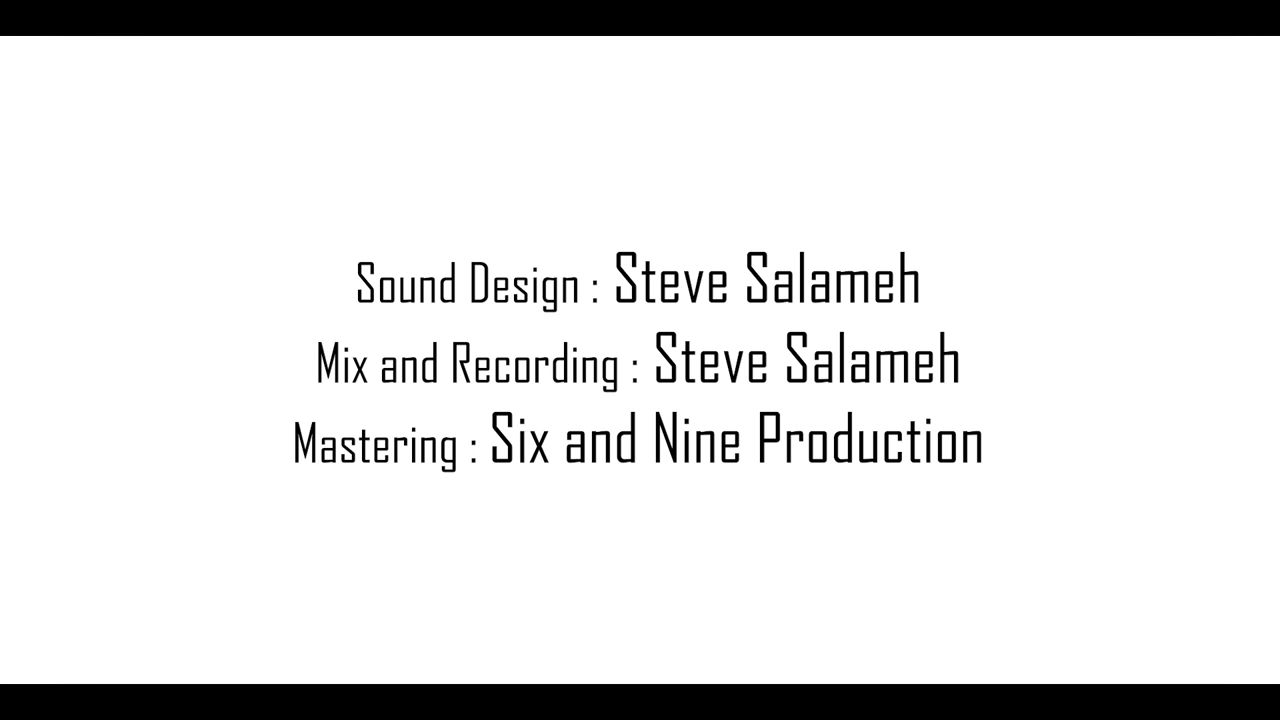 Sound Design : Steve Salameh
Mix and Recording : Steve Salameh
Mastering : Six and Nine Production